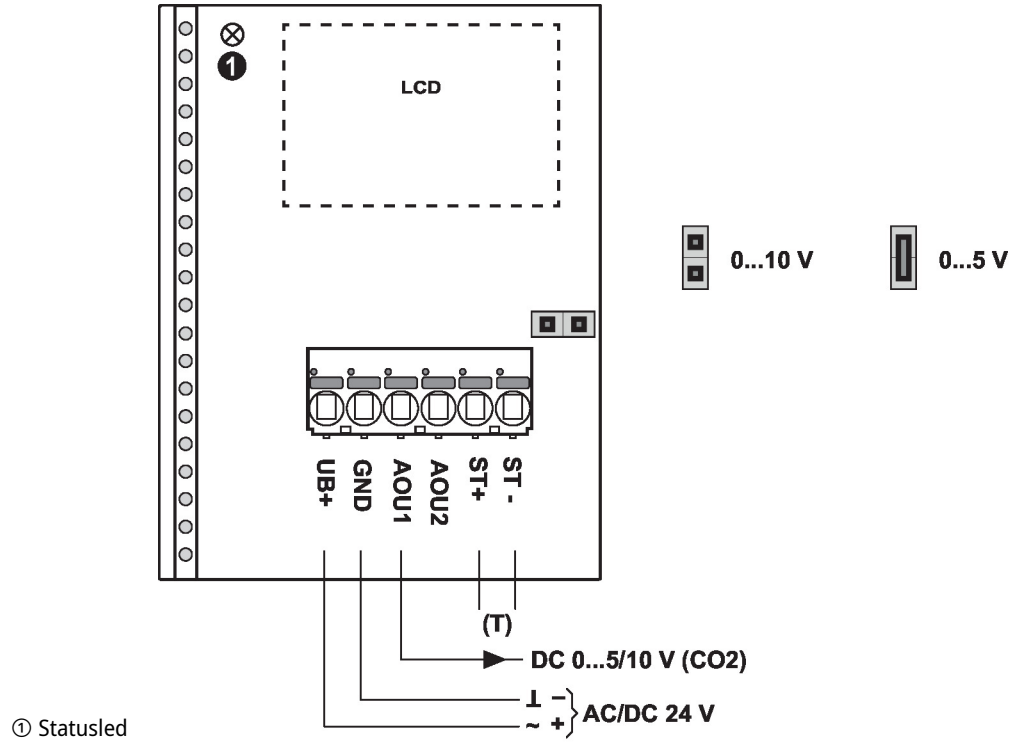 ❶
LCD
0...10 V
0...5 V
UB+
GND
AOU1
AOU2
ST+
ST -
(T)
DC 0...5/10 V (CO2)
⊥ –
~ +
AC/DC 24 V
① Statusled